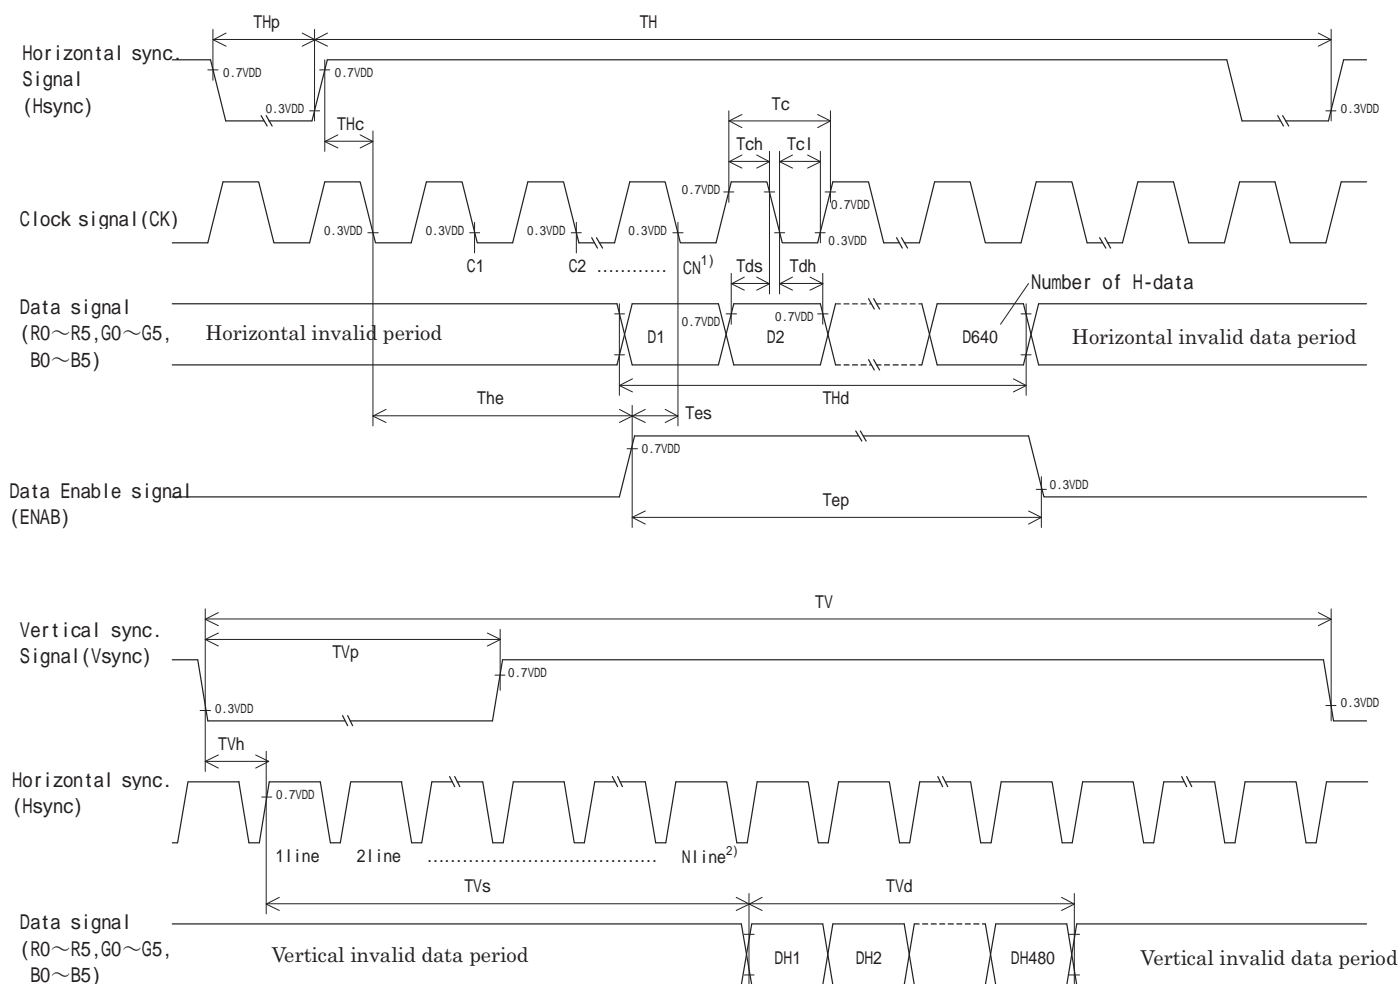 THp
TH
Horizontal sync.
Signal
(Hsync)
0.7VDD
0.7VDD
0.3VDD
0.3VDD
THc
Tc
Tch
Tcl
Clock signal(CK)
0.7VDD
0.7VDD
0.3VDD
0.3VDD
0.3VDD
0.3VDD
0.3VDD
C1
C2
............
CN1)
Tds
Tdh
Number of H-data
Data signal
(R0～R5,G0～G5,
B0～B5)
Horizontal invalid period
D1
0.7VDD
D2
0.7VDD
D640
Horizontal invalid data period
THd
The
Tes
0.7VDD
Data Enable signal
(ENAB)
0.3VDD
Tep
TV
Vertical sync.
Signal(Vsync)
TVp
0.7VDD
0.3VDD
0.3VDD
TVh
Horizontal sync.
(Hsync)
0.7VDD
1line
2line
........................................
Nline2)
TVs
TVd
Data signal
(R0～R5,G0～G5,
B0～B5)
Vertical invalid data period
DH1
DH2
DH480
Vertical invalid data period